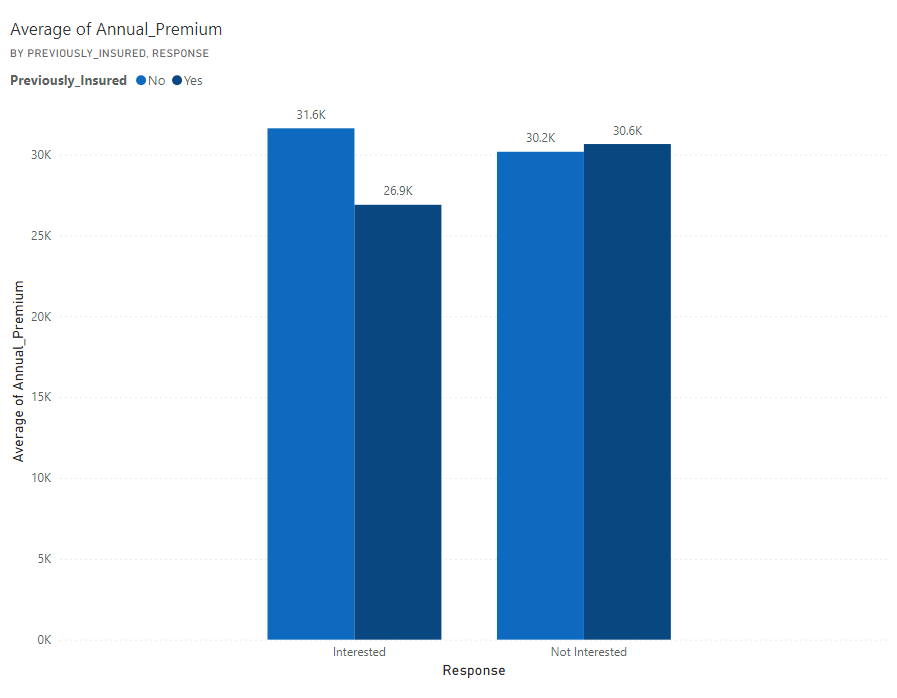 Average of Annual_Premium
BY PREVIOUSLY_INSURED, RESPONSE
Previously_Insured No Yes
31.6K
26.9K
30.2K
30.6K
30K
25K
20K
15K
10K
5K
0K
Average of Annual_Premium
Interested
Not Interested
Response